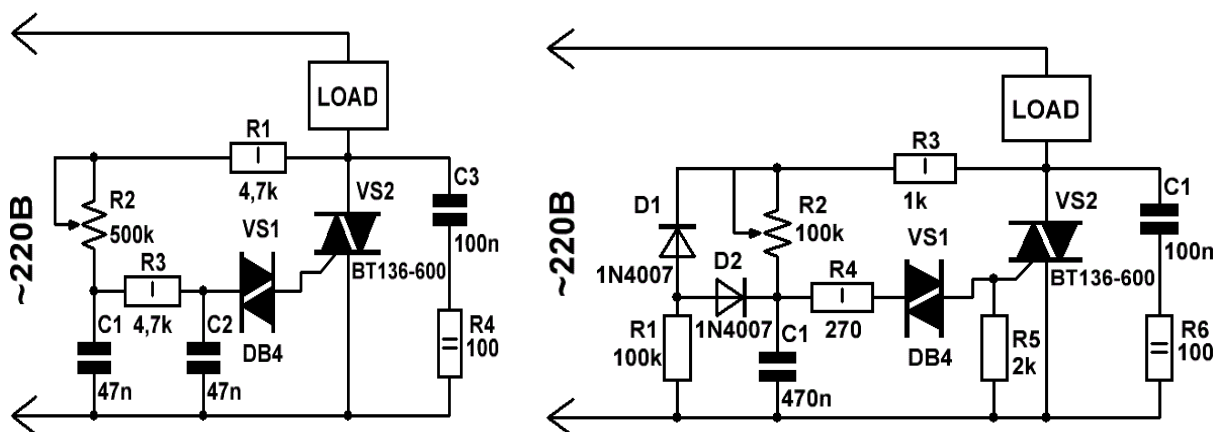 ~220В
LOAD
R1
4,7k
R2
500k
R3
4,7k
C1
47n
C2
47n
VS1
DB4
VS2
BT136-600
C3
100n
R4
100
~220В
LOAD
R3
1k
D1
1N4007
R2
100k
D2
1N4007
R1
100k
C1
470n
R4
270
VS1
DB4
VS2
BT136-600
R5
2k
C1
100n
R6
100